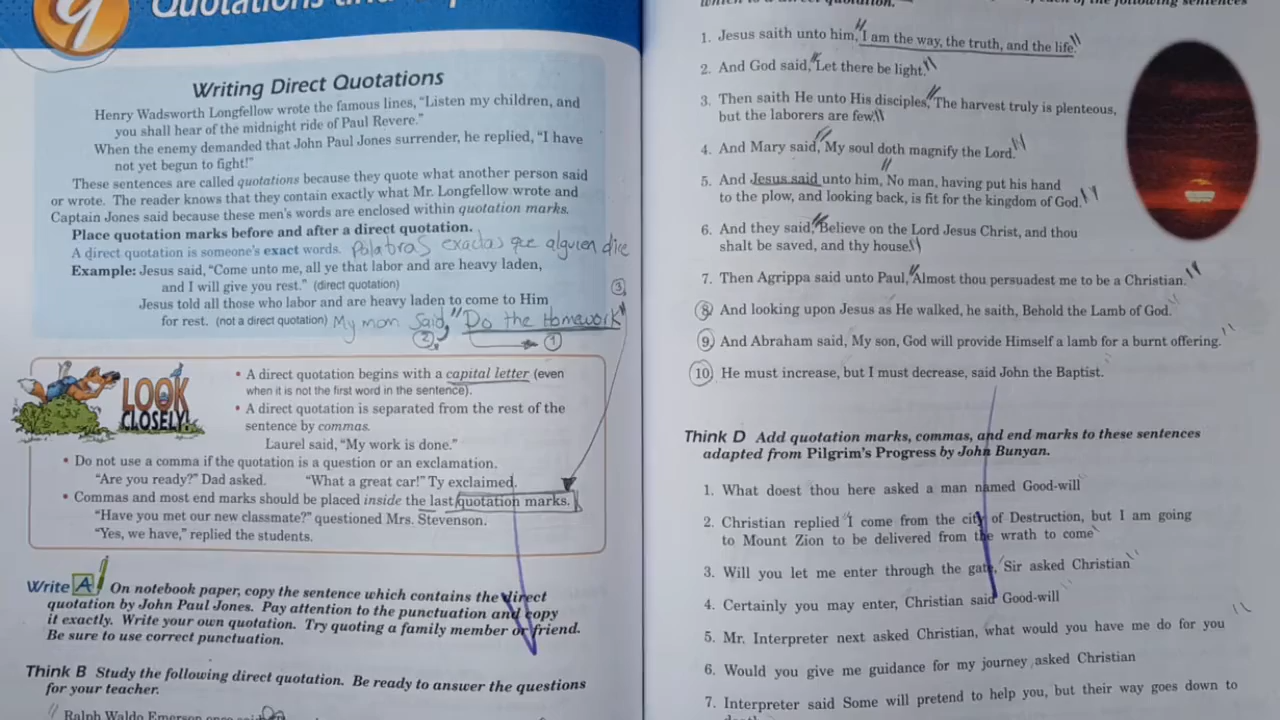 9
Quotations and
Writing Direct Quotations
Henry Wadsworth Longfellow wrote the famous lines, “Listen my children, and
you shall hear of the midnight ride of Paul Revere.”
When the enemy demanded that John Paul Jones surrender, he replied, “I have
not yet begun to fight!”
These sentences are called quotations because they quote what another person said
or wrote. The reader knows that they contain exactly what Mr. Longfellow wrote and
Captain Jones said because these men's words are enclosed within quotation marks.
Place quotation marks before and after a direct quotation.
A direct quotation is someone's exact words. Palabras exactas que alguien dice
Example: Jesus said, “Come unto me, all ye that labor and are heavy laden,
and I will give you rest.” (direct quotation)
3
Jesus told all those who labor and are heavy laden to come to Him
for rest. (not a direct quotation) My mom Said, "Do the Homework"
2 1
LOOK
CLOSELY!
• A direct quotation begins with a capital letter (even
when it is not the first word in the sentence).
• A direct quotation is separated from the rest of the
sentence by commas.
Laurel said, “My work is done.”
• Do not use a comma if the quotation is a question or an exclamation.
“Are you ready?” Dad asked. “What a great car!” Ty exclaimed.
• Commas and most end marks should be placed inside the last quotation marks.
“Have you met our new classmate?” questioned Mrs. Stevenson.
“Yes, we have,” replied the students.
Write A On notebook paper, copy the sentence which contains the direct
quotation by John Paul Jones. Pay attention to the punctuation and copy
it exactly. Write your own quotation. Try quoting a family member or friend.
Be sure to use correct punctuation.
Think B Study the following direct quotation. Be ready to answer the questions
for your teacher.
" Ralph Waldo Emerson once said
which is a direct quotation. of the following sentences
1. Jesus saith unto him, "I am the way, the truth, and the life."
2. And God said, "Let there be light."
3. Then saith He unto His disciples, "The harvest truly is plenteous,
but the laborers are few."
4. And Mary said, "My soul doth magnify the Lord."
5. And Jesus said unto him, "No man, having put his hand
to the plow, and looking back, is fit for the kingdom of God."
6. And they said, "Believe on the Lord Jesus Christ, and thou
shalt be saved, and thy house."
7. Then Agrippa said unto Paul, "Almost thou persuadest me to be a Christian."
8. And looking upon Jesus as He walked, he saith, Behold the Lamb of God."
9. And Abraham said, My son, God will provide Himself a lamb for a burnt offering."
10. He must increase, but I must decrease, said John the Baptist.
Think D Add quotation marks, commas, and end marks to these sentences
adapted from Pilgrim's Progress by John Bunyan.
1. What doest thou here asked a man named Good-will
2. Christian replied "I come from the city of Destruction, but I am going
to Mount Zion to be delivered from the wrath to come"
3. Will you let me enter through the gate, Sir asked Christian"
4. Certainly you may enter, Christian said Good-will"
5. Mr. Interpreter next asked Christian, what would you have me do for you"
6. Would you give me guidance for my journey asked Christian
7. Interpreter said Some will pretend to help you, but their way goes down to